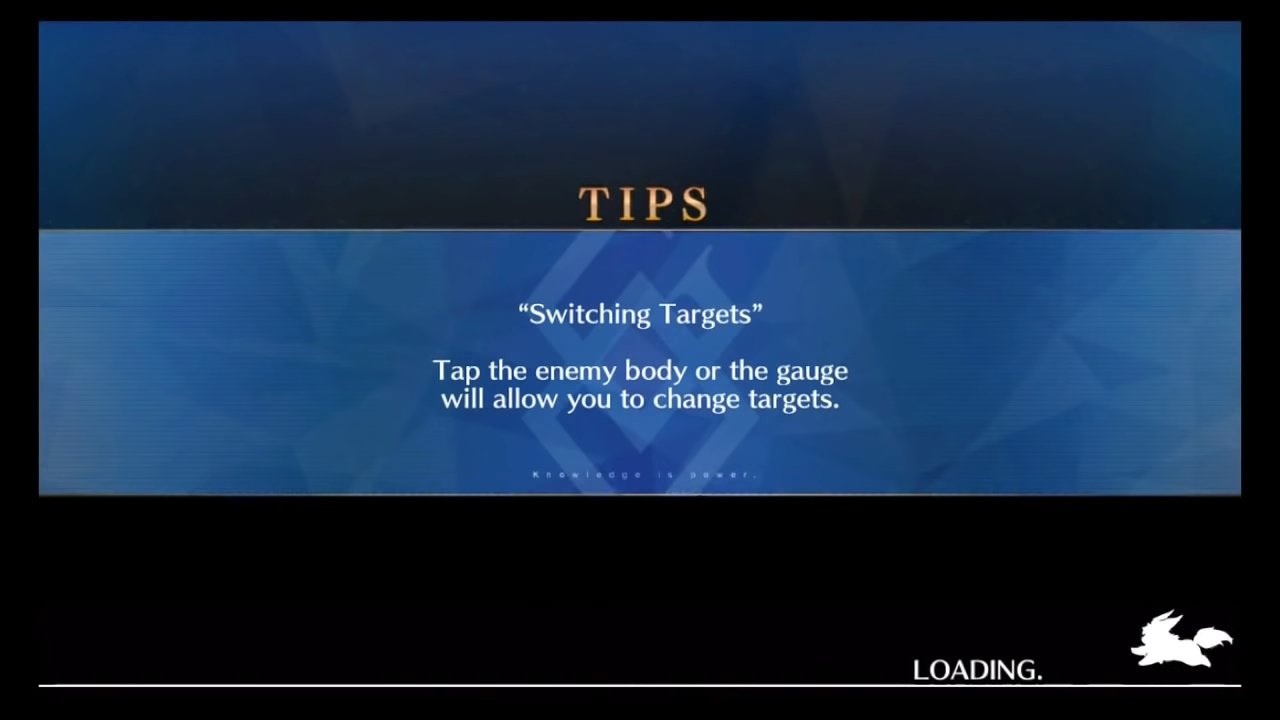 TIPS
“Switching Targets”
Tap the enemy body or the gauge
will allow you to change targets.
Knowledge is power.
LOADING.